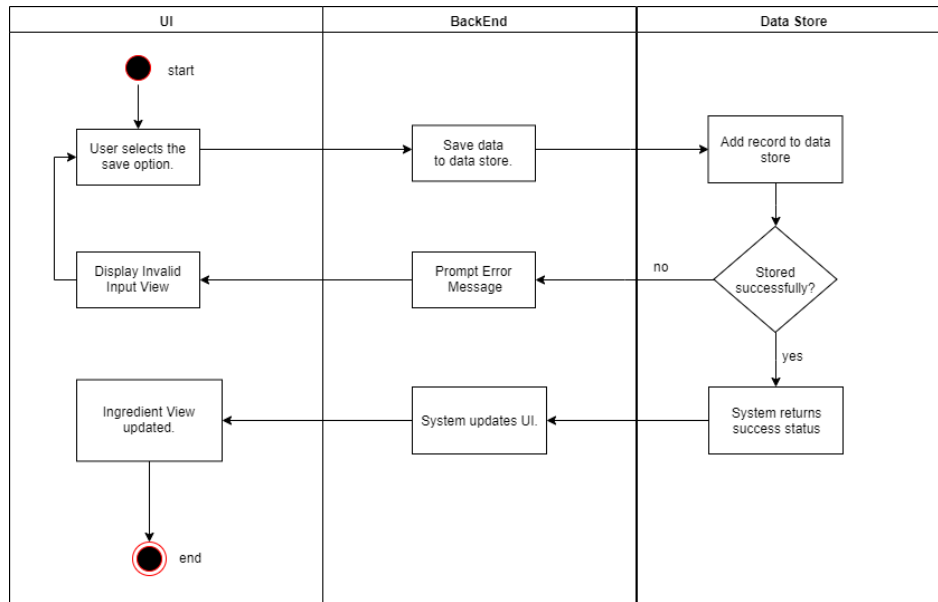 UI
BackEnd
Data Store
start
User selects the
save option.
Save data
to data store.
Add record to data
store
Display Invalid
Input View
Prompt Error
Message
no
Stored
successfully?
yes
Ingredient View
updated.
System updates UI.
System returns
success status
end